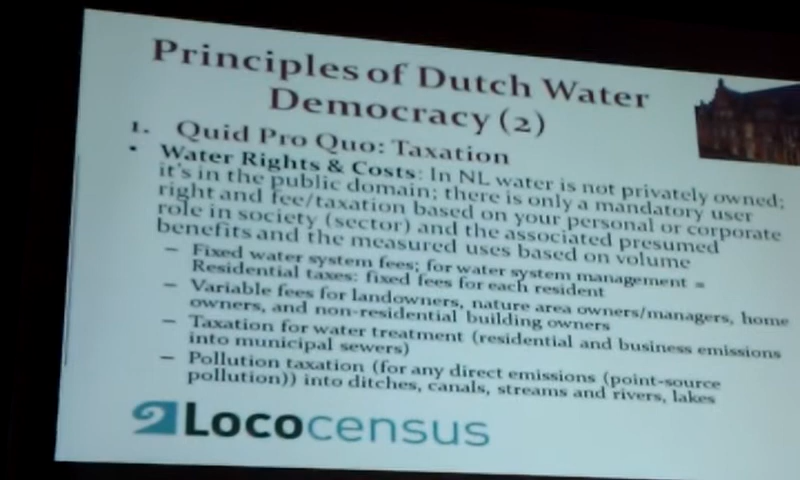 Principles of Dutch Water
Democracy (2)
1. Quid Pro Quo: Taxation
• Water Rights & Costs: In NL water is not privately owned;
it's in the public domain; there is only a mandatory user
right and fee/taxation based on your personal or corporate
role in society (sector) and the associated presumed
benefits and the measured uses based on volume
– Fixed water system fees; for water system management =
Residential taxes: fixed fees for each resident
– Variable fees for landowners, nature area owners/managers, home
owners, and non-residential building owners
– Taxation for water treatment (residential and business emissions
into municipal sewers)
– Pollution taxation (for any direct emissions (point-source
pollution)) into ditches, canals, streams and rivers, lakes
Lococensus